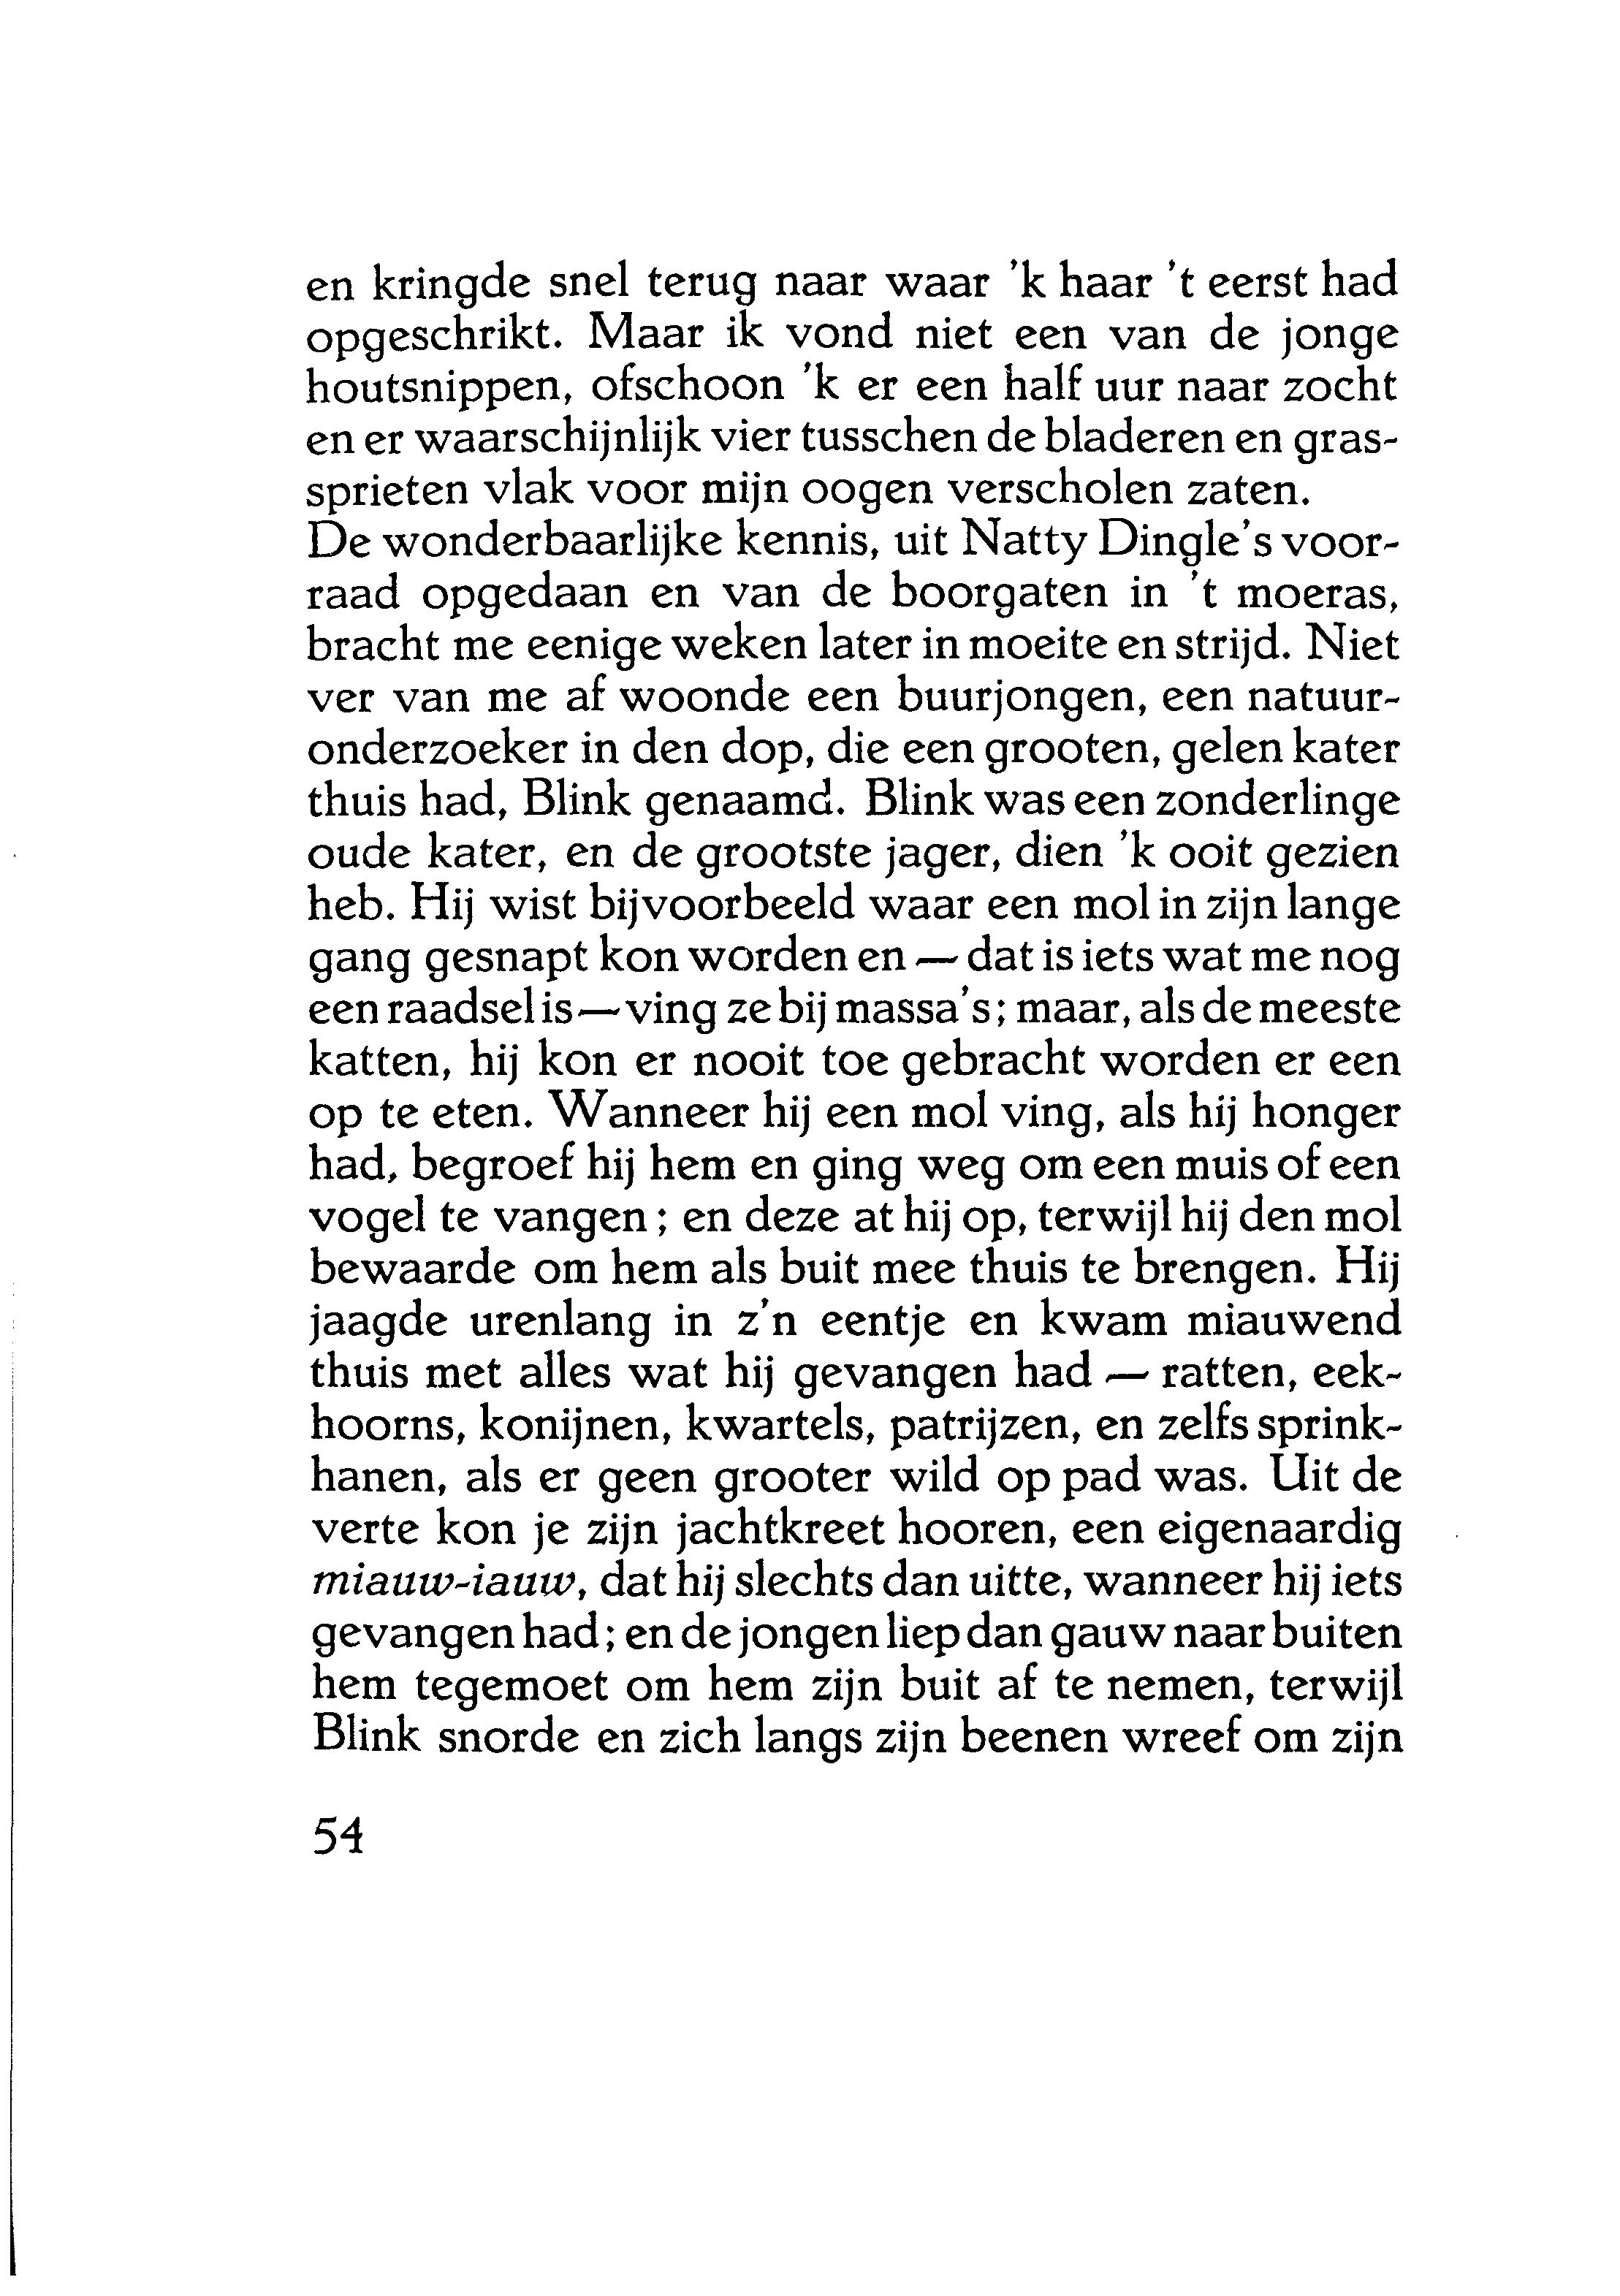 en kringde snel terug naar waar 'k haar 't eerst had
opgeschrikt. Maar ik vond niet een van de jonge
houtsnippen, ofschoon 'k er een half uur naar zocht
en er waarschijnlijk vier tusschen de bladeren en gras-
sprieten vlak voor mijn oogen verscholen zaten.
De wonderbaarlijke kennis, uit Natty Dingle's voor-
raad opgedaan en van de boorgaten in 't moeras,
bracht me eenige weken later in moeite en strijd. Niet
ver van me af woonde een buurjongen, een natuur-
onderzoeker in den dop, die een grooten, gelen kater
thuis had, Blink genaamd. Blink was een zonderlinge
oude kater, en de grootste jager, dien 'k ooit gezien
heb. Hij wist bijvoorbeeld waar een mol in zijn lange
gang gesnapt kon worden en — dat is iets wat me nog
een raadsel is — ving ze bij massa's; maar, als de meeste
katten, hij kon er nooit toe gebracht worden er een
op te eten. Wanneer hij een mol ving, als hij honger
had, begroef hij hem en ging weg om een muis of een
vogel te vangen; en deze at hij op, terwijl hij den mol
bewaarde om hem als buit mee thuis te brengen. Hij
jaagde urenlang in z'n eentje en kwam miauwend
thuis met alles wat hij gevangen had — ratten, eek-
hoorns, konijnen, kwartels, patrijzen, en zelfs sprink-
hanen, als er geen grooter wild op pad was. Uit de
verte kon je zijn jachtkreet hooren, een eigenaardig
miauw-iauw, dat hij slechts dan uitte, wanneer hij iets
gevangen had; en de jongen liep dan gauw naar buiten
hem tegemoet om hem zijn buit af te nemen, terwijl
Blink snorde en zich langs zijn beenen wreef om zijn
54